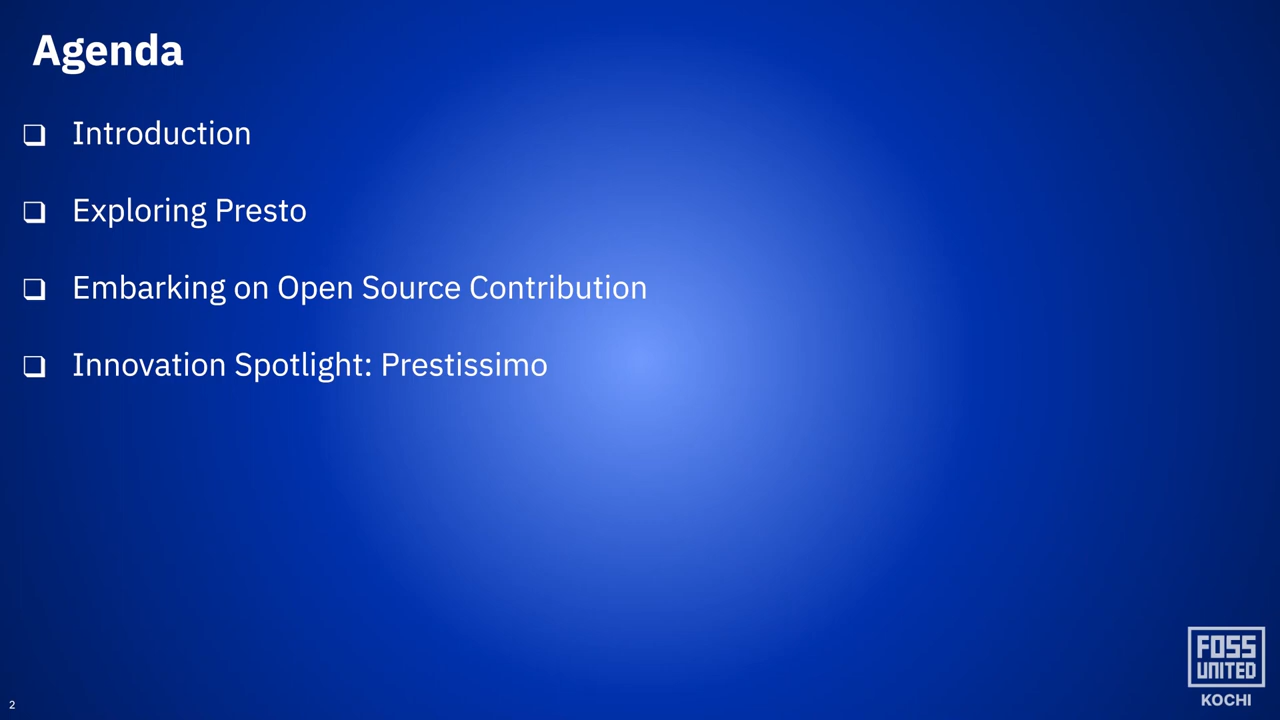 Agenda
❑ Introduction
❑ Exploring Presto
❑ Embarking on Open Source Contribution
❑ Innovation Spotlight: Prestissimo
FOSS
UNITED
KOCHI
2